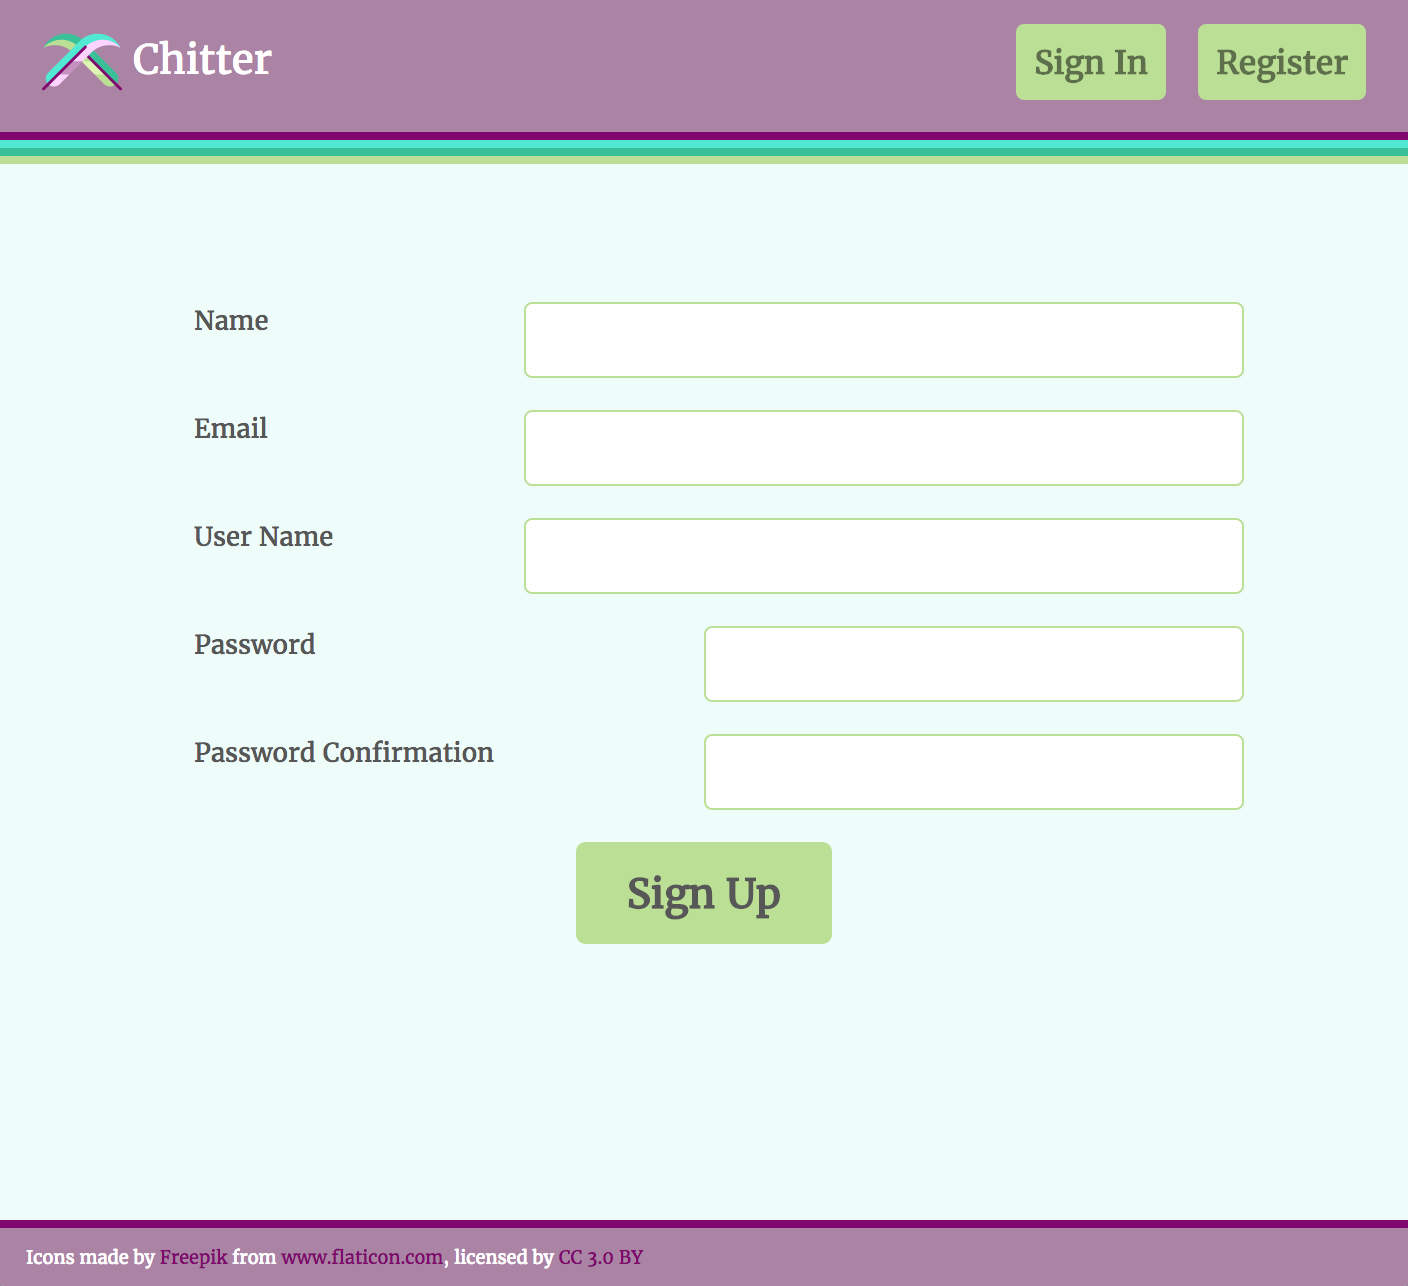 Chitter
Sign In
Register
Name
Email
User Name
Password
Password Confirmation
Sign Up
Icons made by Freepik from www.flaticon.com, licensed by CC 3.0 BY